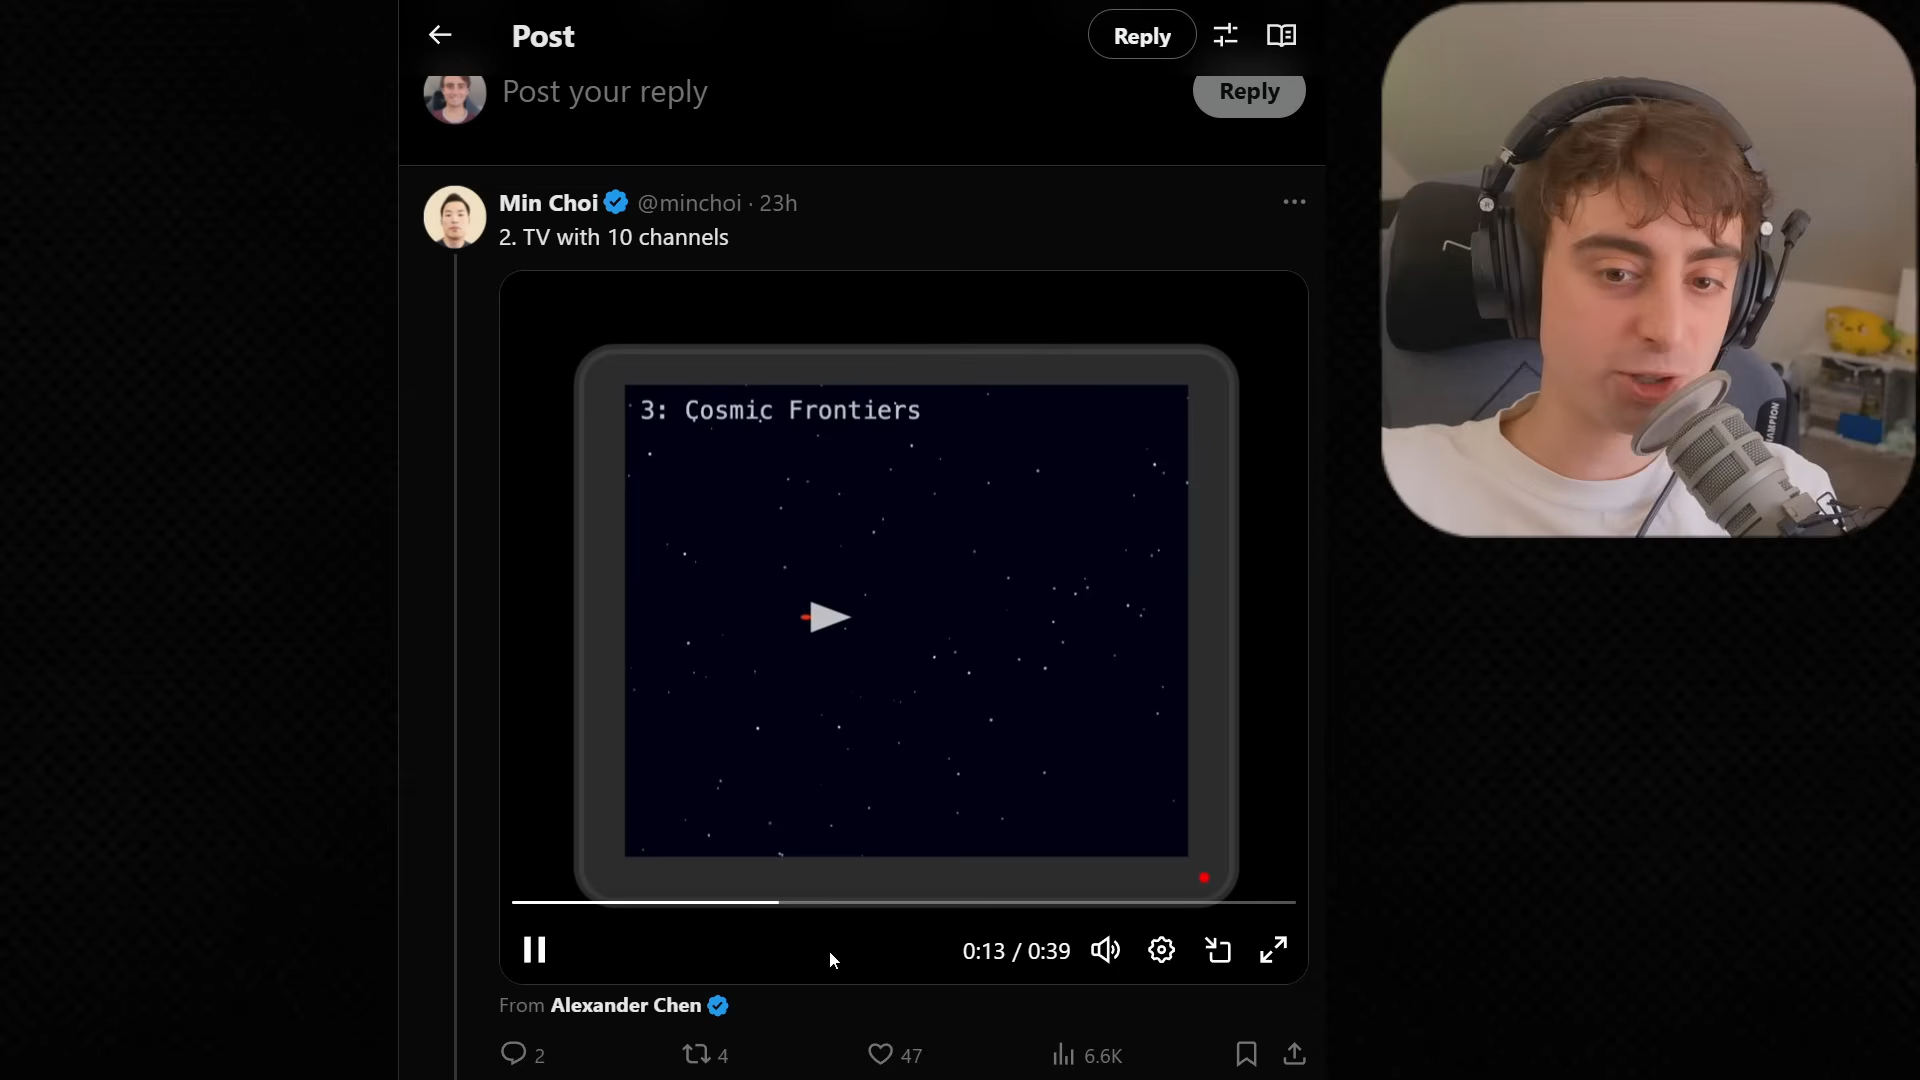 Post
Reply
Post your reply
Reply
Min Choi @minchoi · 23h
2. TV with 10 channels
3: Cosmic Frontiers
0:13 / 0:39
From Alexander Chen
2
4
47
6.6K